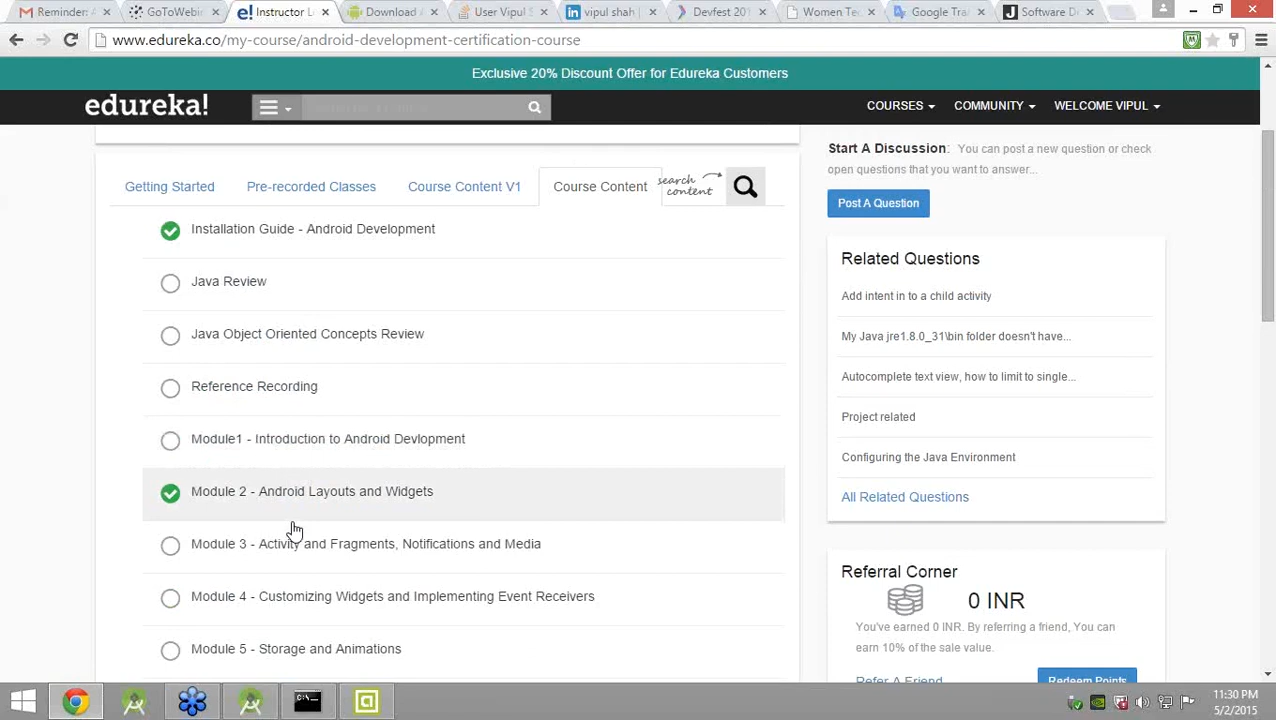 Reminder:
GoToWebin
e! Instructor L
Download
User Vipul S
vipul shah |
Devfest 201
Women Tec
Google Tra
Software D
www.edureka.co/my-course/android-development-certification-course
Exclusive 20% Discount Offer for Edureka Customers
edureka!
COURSES
COMMUNITY
WELCOME VIPUL
Getting Started
Pre-recorded Classes
Course Content V1
Course Content
search
content
Installation Guide - Android Development
Java Review
Java Object Oriented Concepts Review
Reference Recording
Module1 - Introduction to Android Devlopment
Module 2 - Android Layouts and Widgets
Module 3 - Activity and Fragments, Notifications and Media
Module 4 - Customizing Widgets and Implementing Event Receivers
Module 5 - Storage and Animations
Start A Discussion: You can post a new question or check
open questions that you want to answer...
Post A Question
Related Questions
Add intent in to a child activity
My Java jre1.8.0_31\bin folder doesn't have...
Autocomplete text view, how to limit to single...
Project related
Configuring the Java Environment
All Related Questions
Referral Corner
0 INR
You've earned 0 INR. By referring a friend, You can
earn 10% of the sale value.
Refer A Friend
Redeem Points
11:30 PM
5/2/2015